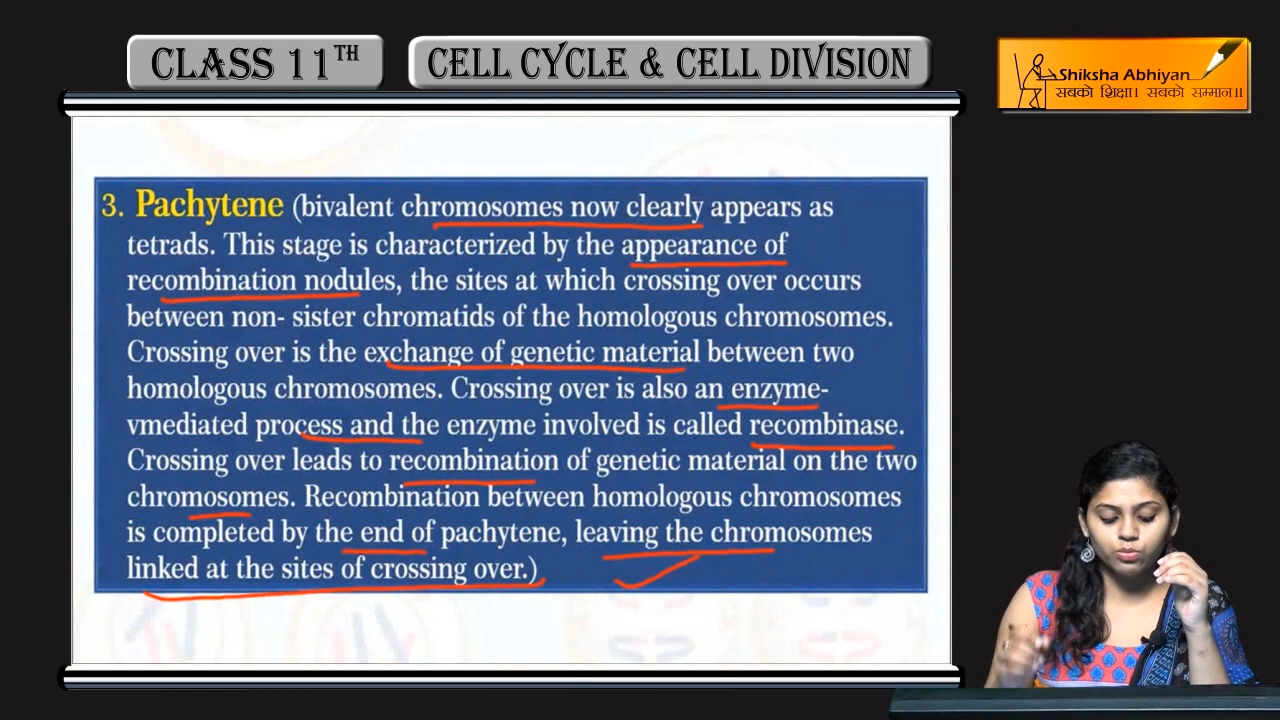 CLASS 11TH
CELL CYCLE & CELL DIVISION
Shiksha Abhiyan
सबको शिक्षा। सबको सम्मान॥
3. Pachytene (bivalent chromosomes now clearly appears as
tetrads. This stage is characterized by the appearance of
recombination nodules, the sites at which crossing over occurs
between non- sister chromatids of the homologous chromosomes.
Crossing over is the exchange of genetic material between two
homologous chromosomes. Crossing over is also an enzyme-
vmediated process and the enzyme involved is called recombinase.
Crossing over leads to recombination of genetic material on the two
chromosomes. Recombination between homologous chromosomes
is completed by the end of pachytene, leaving the chromosomes
linked at the sites of crossing over.)